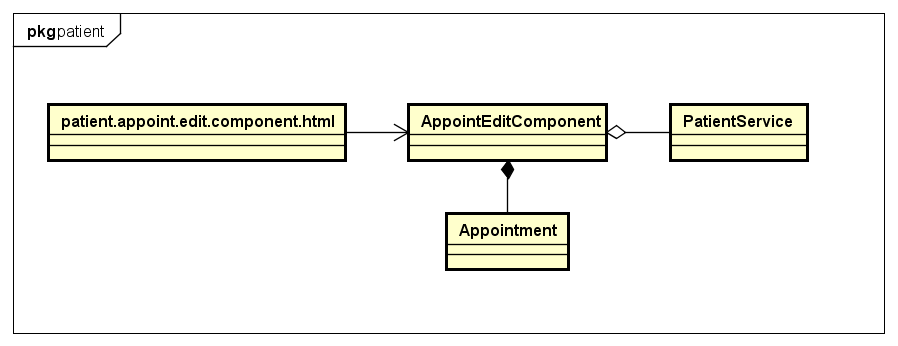 pkgpatient
patient.appoint.edit.component.html
AppointEditComponent
PatientService
Appointment